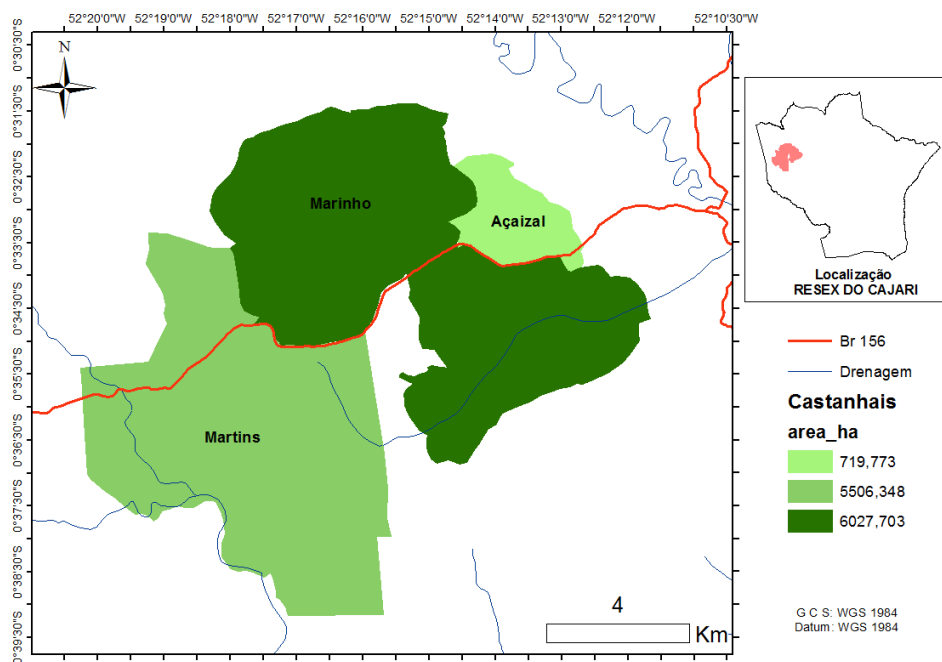 52°20'0"W 52°19'0"W 52°18'0"W 52°17'0"W 52°16'0"W 52°15'0"W 52°14'0"W 52°13'0"W 52°12'0"W 52°10'30"W
0°30'30"S
0°31'30"S
0°32'30"S
0°33'30"S
0°34'30"S
0°35'30"S
0°36'30"S
0°37'30"S
0°38'30"S
0°39'30"S
N
Marinho
Açaizal
Martins
4
Km
Localização
RESEX DO CAJARI
Br 156
Drenagem
Castanhais
area_ha
719,773
5506,348
6027,703
G C S: WGS 1984
Datum: WGS 1984